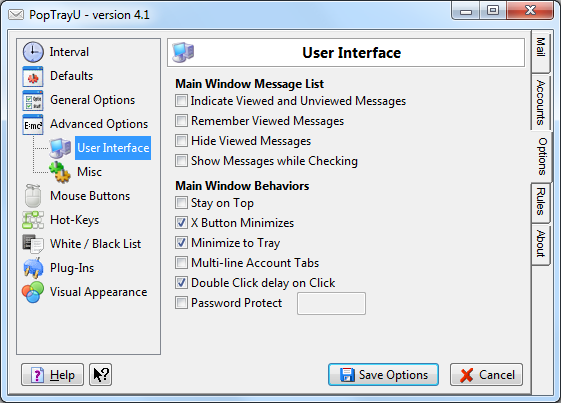 PopTrayU - version 4.1
Interval
Defaults
General Options
Advanced Options
User Interface
Misc
Mouse Buttons
Hot-Keys
White / Black List
Plug-Ins
Visual Appearance
User Interface
Main Window Message List
Indicate Viewed and Unviewed Messages
Remember Viewed Messages
Hide Viewed Messages
Show Messages while Checking
Main Window Behaviors
Stay on Top
X Button Minimizes
Minimize to Tray
Multi-line Account Tabs
Double Click delay on Click
Password Protect
Mail
Accounts
Options
Rules
About
Help
Save Options
Cancel